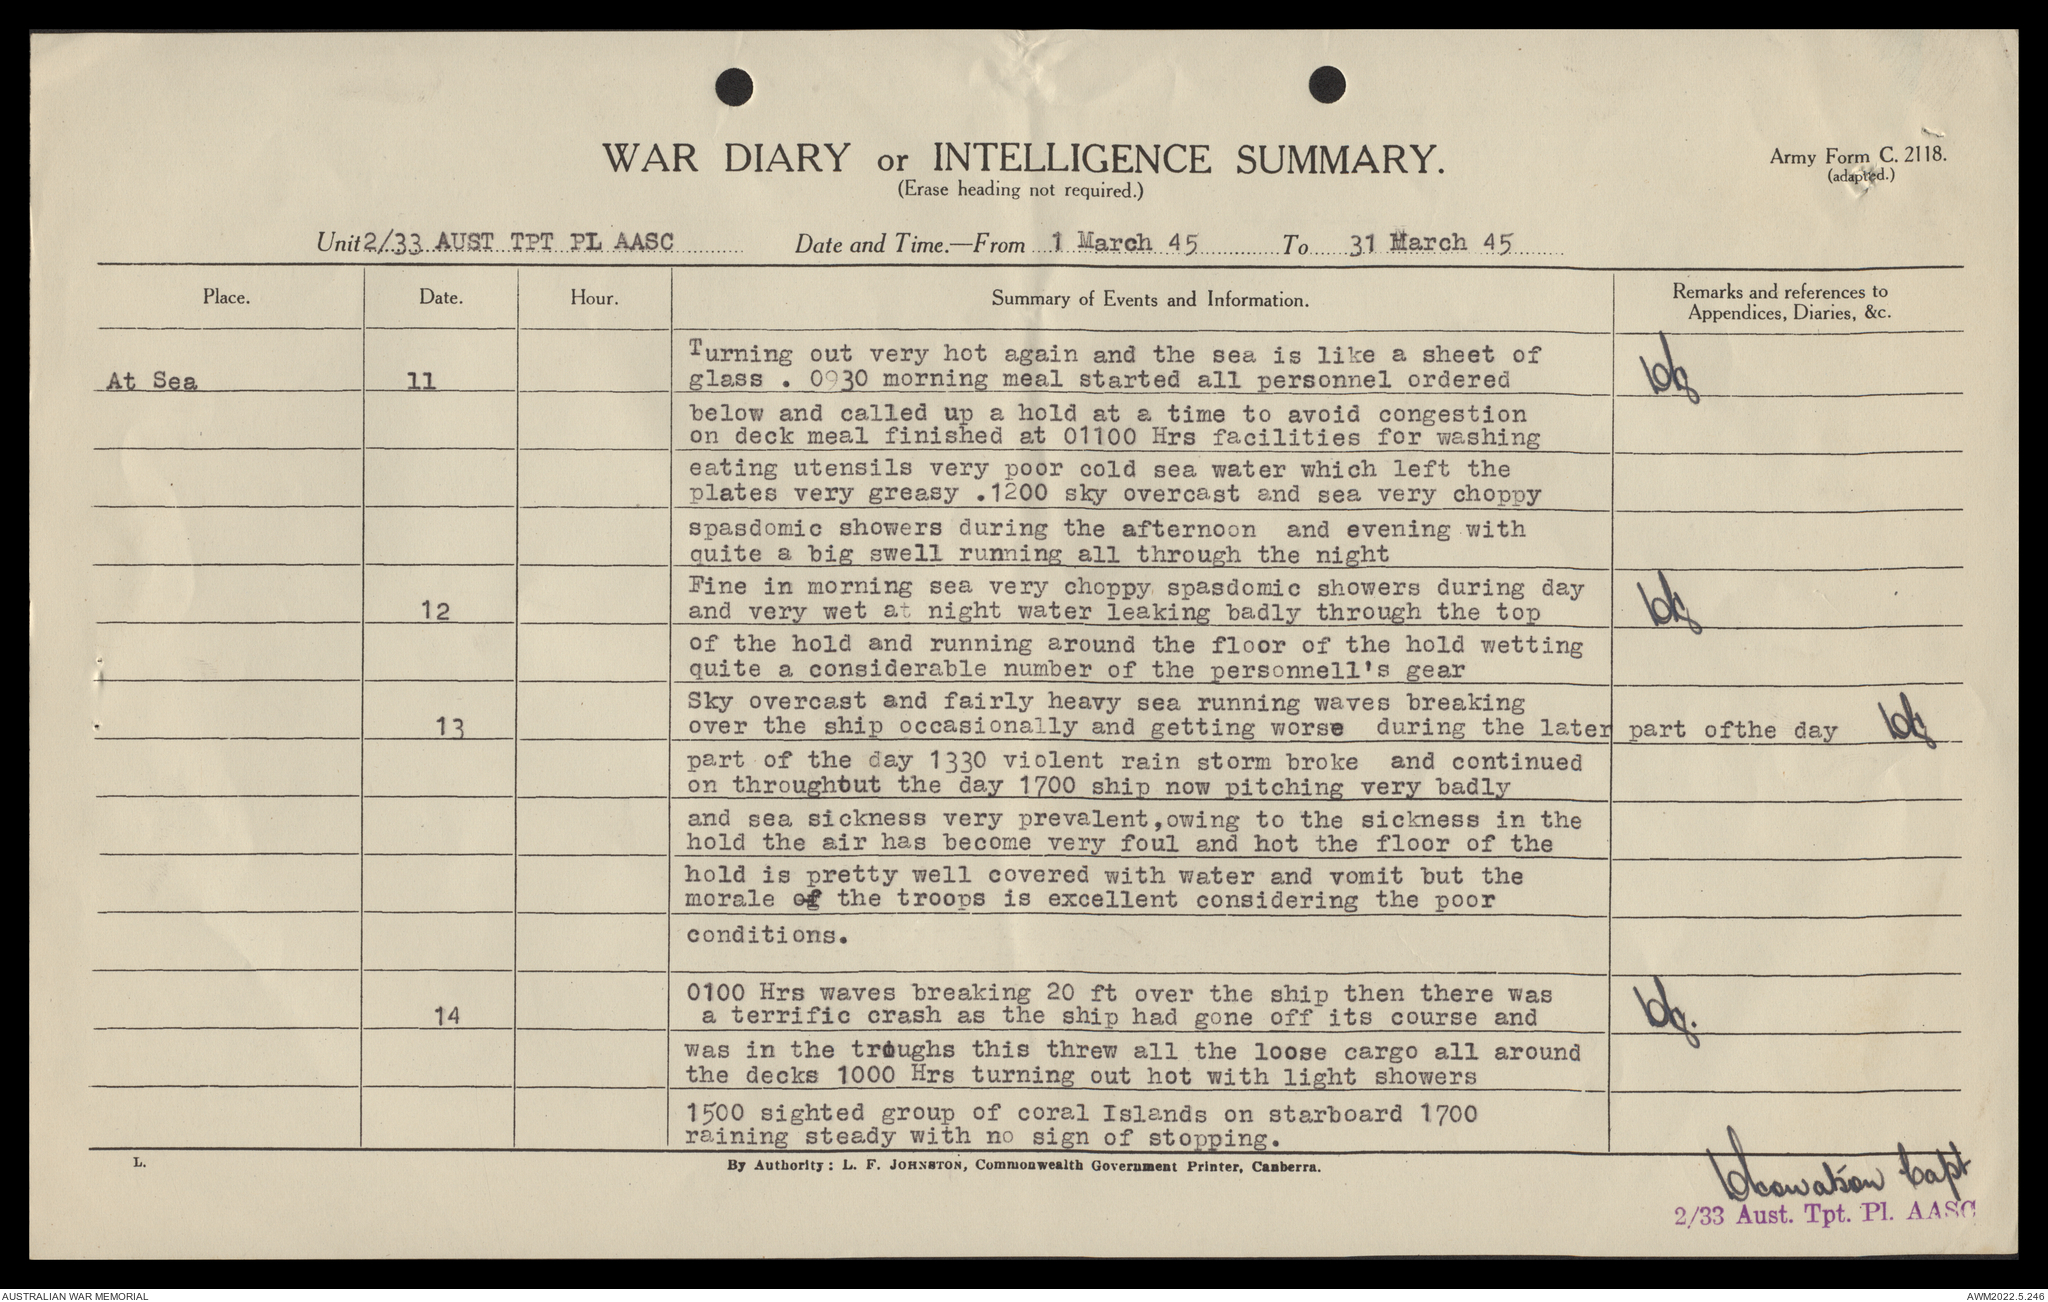 WAR DIARY or INTELLIGENCE SUMMARY.
(Erase heading not required.)
Army Form C. 2118.
(adapted.)
Unit 2/33 AUST TPT PL AASC Date and Time.—From 1 March 45 To 31 March 45
Place. Date. Hour. Summary of Events and Information. Remarks and references to
Appendices, Diaries, &c.
Turning out very hot again and the sea is like a sheet of
At Sea 11 glass . 0930 morning meal started all personnel ordered
below and called up a hold at a time to avoid congestion
on deck meal finished at 01100 Hrs facilities for washing
eating utensils very poor cold sea water which left the
plates very greasy .1200 sky overcast and sea very choppy
spasdomic showers during the afternoon and evening with
quite a big swell running all through the night
Fine in morning sea very choppy spasdomic showers during day
12 and very wet at night water leaking badly through the top
of the hold and running around the floor of the hold wetting
quite a considerable number of the personnell's gear
Sky overcast and fairly heavy sea running waves breaking
13 over the ship occasionally and getting worse during the later part ofthe day
part of the day 1330 violent rain storm broke and continued
on throughout the day 1700 ship now pitching very badly
and sea sickness very prevalent,owing to the sickness in the
hold the air has become very foul and hot the floor of the
hold is pretty well covered with water and vomit but the
morale of the troops is excellent considering the poor
conditions.
0100 Hrs waves breaking 20 ft over the ship then there was
14 a terrific crash as the ship had gone off its course and
was in the troughs this threw all the loose cargo all around
the decks 1000 Hrs turning out hot with light showers
1500 sighted group of coral Islands on starboard 1700
raining steady with no sign of stopping.
L. By Authority: L. F. JOHNSTON, Commonwealth Government Printer, Canberra.
Capt
2/33 Aust. Tpt. Pl. AASC
AUSTRALIAN WAR MEMORIAL AWM2022.5.246